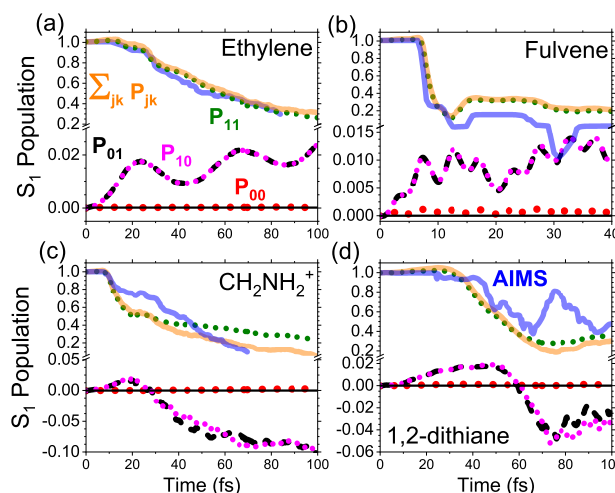 (a)
Ethylene
1.0
0.8
0.6
0.4
0.2
0.02
0.00
∑jk Pjk
P11
P01
P10
P00
0 20 40 60 80 100
(b)
Fulvene
1.0
0.8
0.6
0.4
0.2
0.015
0.010
0.005
0.000
0 10 20 30 40
S1 Population
(c)
CH2NH2+
1.0
0.8
0.6
0.4
0.2
0.05
0.00
-0.05
-0.10
0 20 40 60 80 100
Time (fs)
(d)
AIMS
1.0
0.8
0.6
0.4
0.2
0.02
0.00
-0.02
-0.04
-0.06
1,2-dithiane
0 20 40 60 80 100
Time (fs)
S1 Population